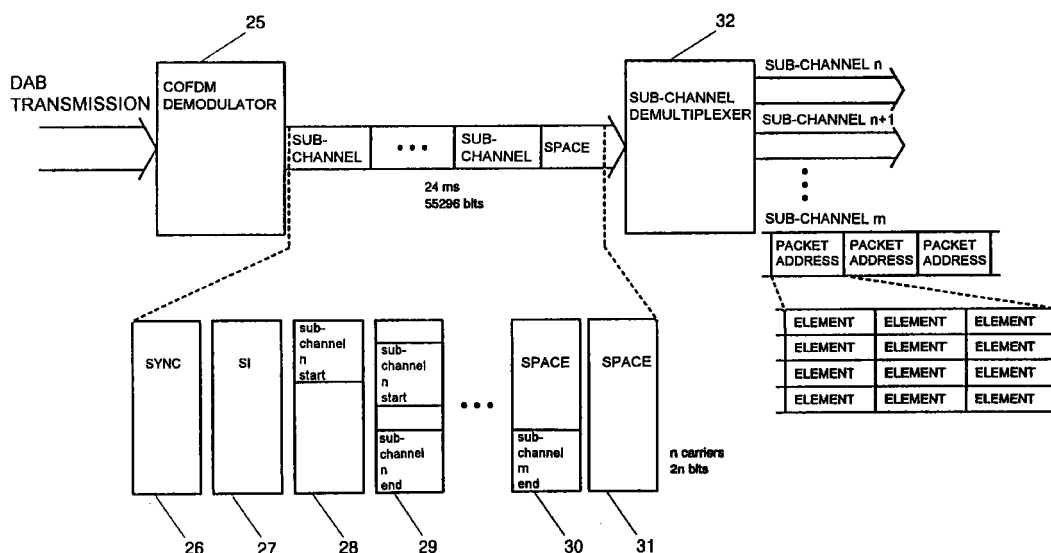 25
32
DAB
TRANSMISSION
COFDM
DEMODULATOR
SUB-
CHANNEL
•••
SUB-
CHANNEL
SPACE
24 ms
55296 bits
SUB-CHANNEL
DEMULTIPLEXER
SUB-CHANNEL n
SUB-CHANNEL n+1
SUB-CHANNEL m
PACKET
ADDRESS
PACKET
ADDRESS
PACKET
ADDRESS
ELEMENT ELEMENT ELEMENT
ELEMENT ELEMENT ELEMENT
ELEMENT ELEMENT ELEMENT
ELEMENT ELEMENT ELEMENT
SYNC
SI
sub-
channel
n
start
sub-
channel
n
start
sub-
channel
n
end
•••
SPACE
sub-
channel
m
end
SPACE
n carriers
2n bits
26
27
28
29
30
31